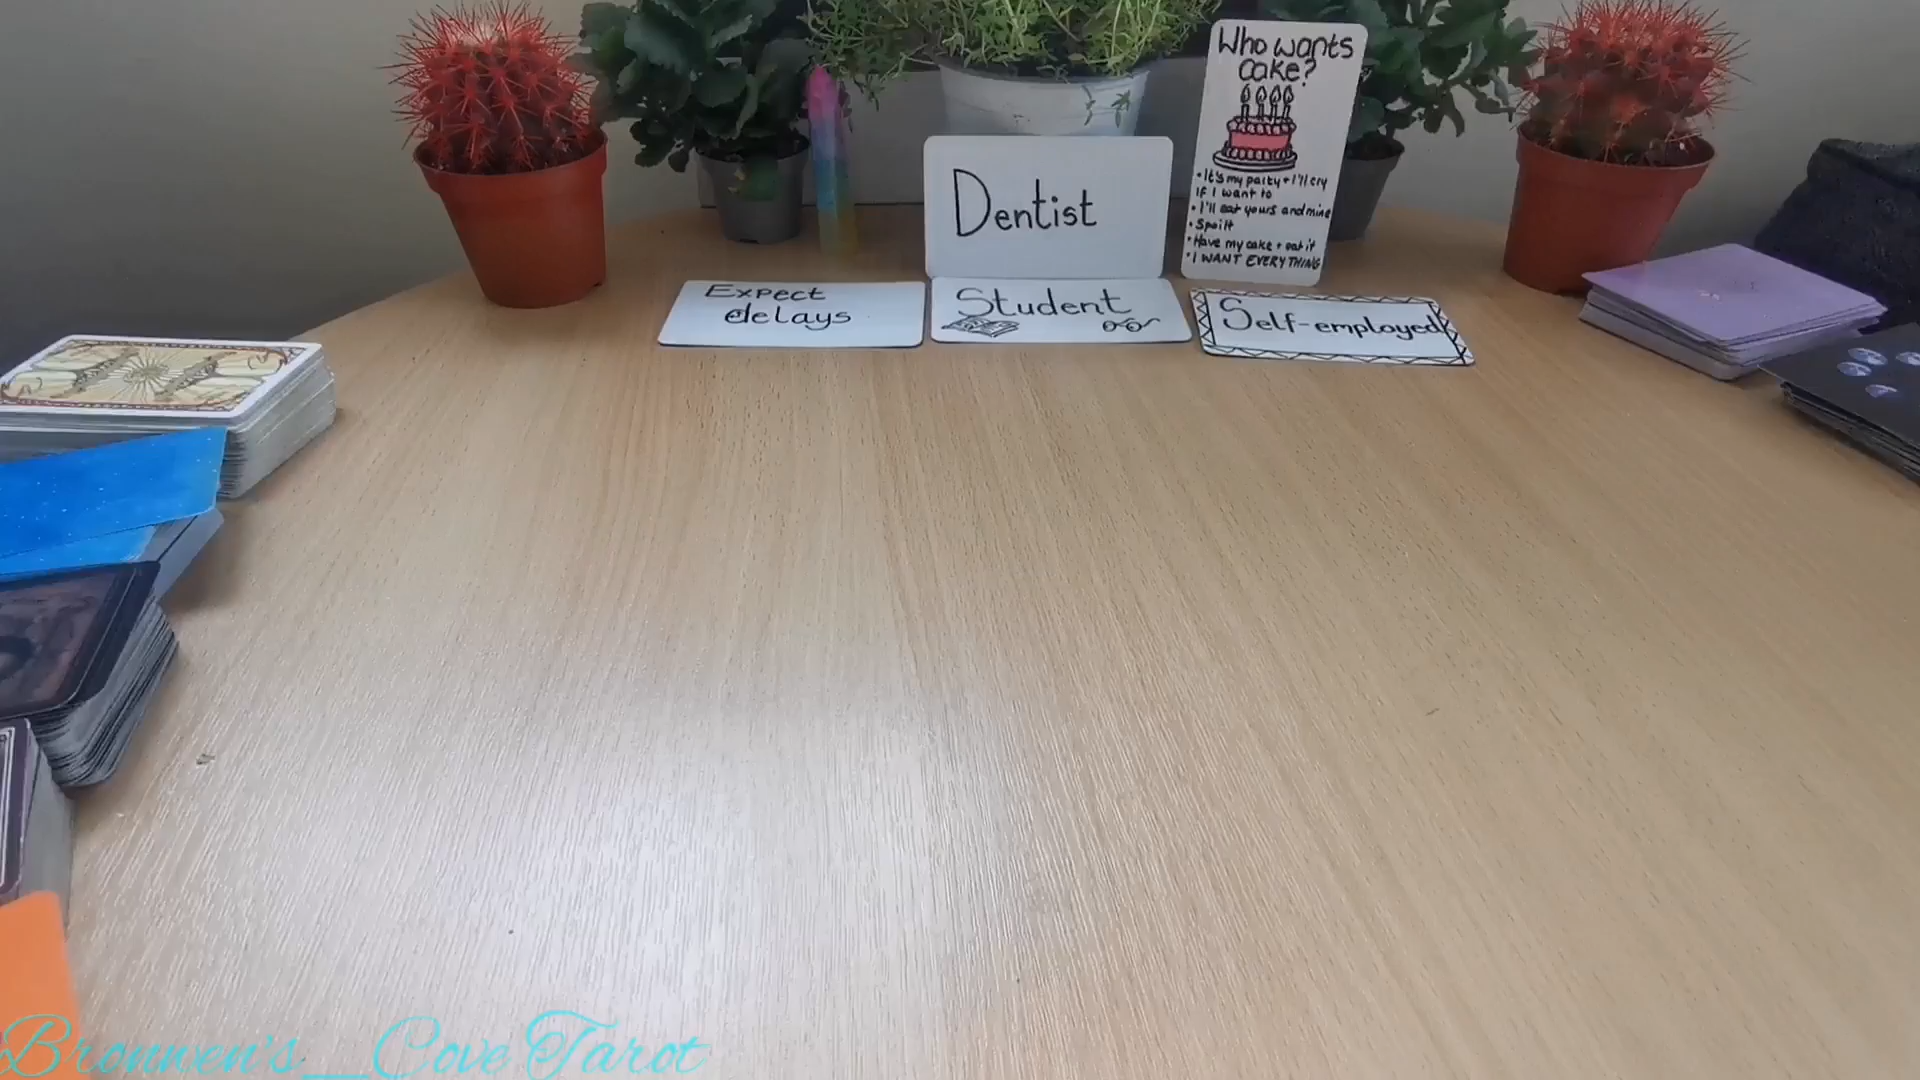 Who wants
cake?
• It's my party + I'll cry
if I want to
• I'll eat yours and mine
• Spoilt
• Have my cake + eat it
• I WANT EVERYTHING
Dentist
Expect
delays
Student
Self-employed
Bronwen's__Cove Tarot